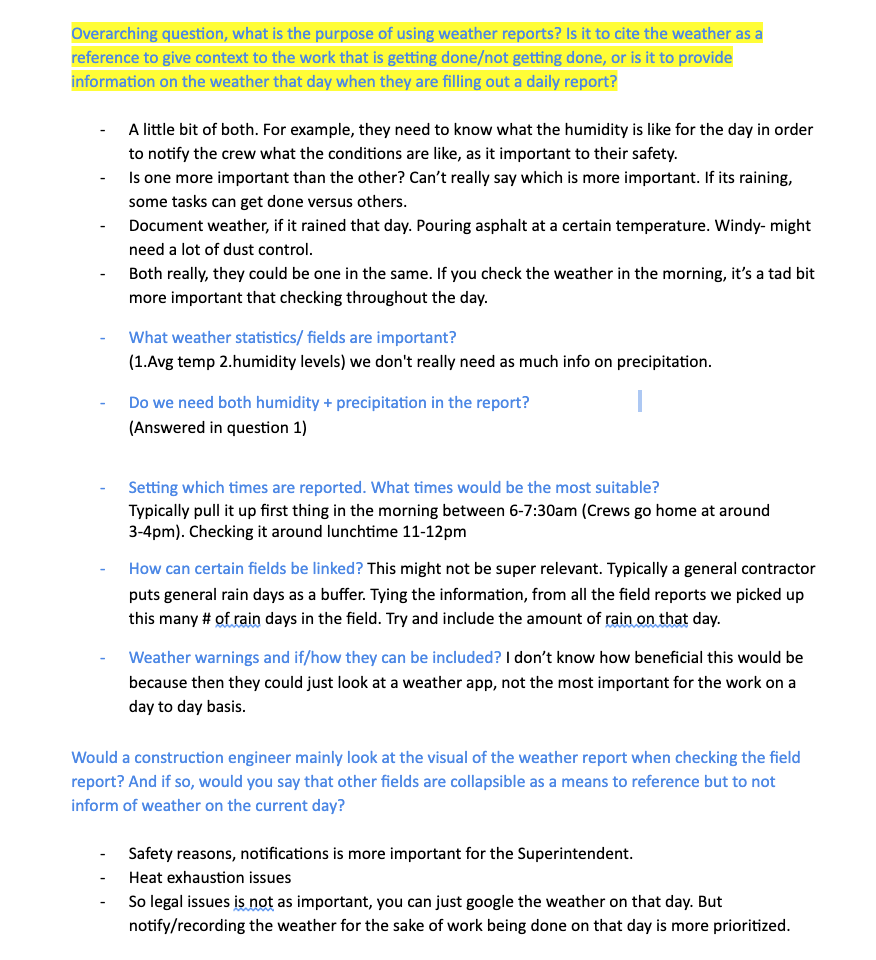 Overarching question, what is the purpose of using weather reports? Is it to cite the weather as a
reference to give context to the work that is getting done/not getting done, or is it to provide
information on the weather that day when they are filling out a daily report?
- A little bit of both. For example, they need to know what the humidity is like for the day in order
to notify the crew what the conditions are like, as it important to their safety.
- Is one more important than the other? Can't really say which is more important. If its raining,
some tasks can get done versus others.
- Document weather, if it rained that day. Pouring asphalt at a certain temperature. Windy- might
need a lot of dust control.
- Both really, they could be one in the same. If you check the weather in the morning, it's a tad bit
more important that checking throughout the day.
- What weather statistics/ fields are important?
(1.Avg temp 2.humidity levels) we don't really need as much info on precipitation.
- Do we need both humidity + precipitation in the report?
(Answered in question 1)
- Setting which times are reported. What times would be the most suitable?
Typically pull it up first thing in the morning between 6-7:30am (Crews go home at around
3-4pm). Checking it around lunchtime 11-12pm
- How can certain fields be linked? This might not be super relevant. Typically a general contractor
puts general rain days as a buffer. Tying the information, from all the field reports we picked up
this many # of rain days in the field. Try and include the amount of rain on that day.
- Weather warnings and if/how they can be included? I don't know how beneficial this would be
because then they could just look at a weather app, not the most important for the work on a
day to day basis.
Would a construction engineer mainly look at the visual of the weather report when checking the field
report? And if so, would you say that other fields are collapsible as a means to reference but to not
inform of weather on the current day?
- Safety reasons, notifications is more important for the Superintendent.
- Heat exhaustion issues
- So legal issues is not as important, you can just google the weather on that day. But
notify/recording the weather for the sake of work being done on that day is more prioritized.